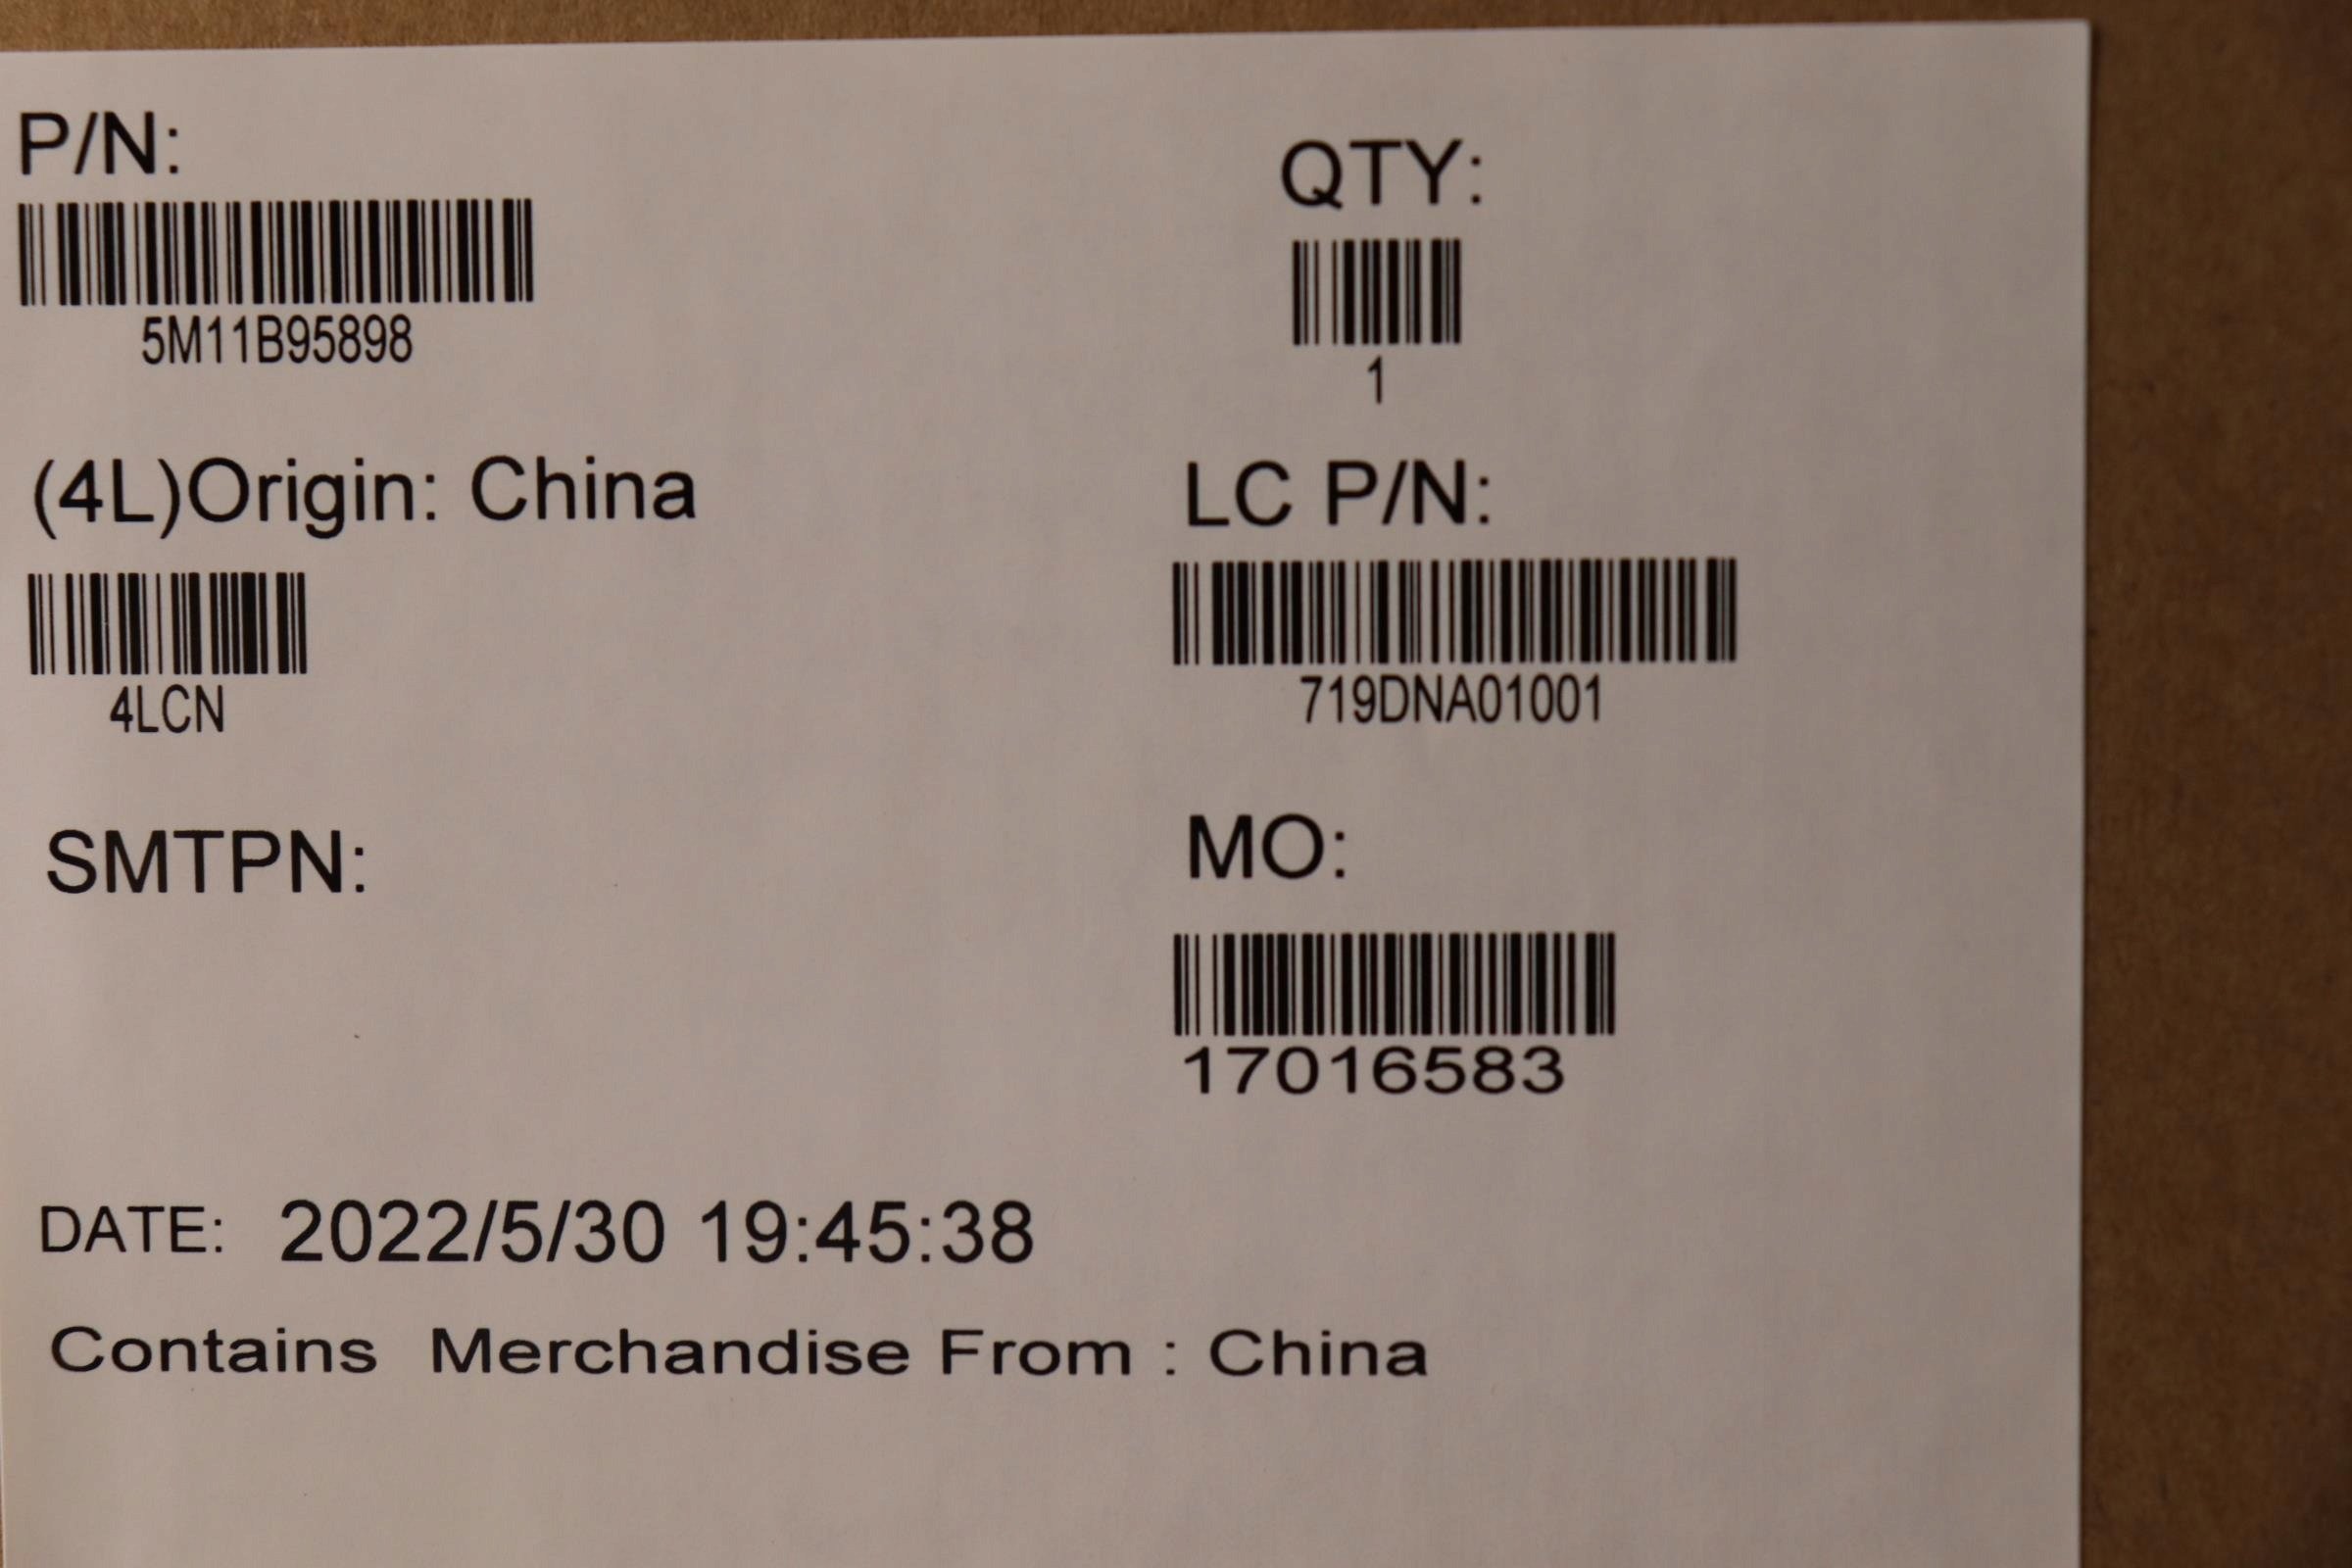 P/N:
QTY:
5M11B95898
1
(4L)Origin: China
LC P/N:
4LCN
719DNA01001
SMTPN:
MO:
17016583
DATE: 2022/5/30 19:45:38
Contains Merchandise From : China